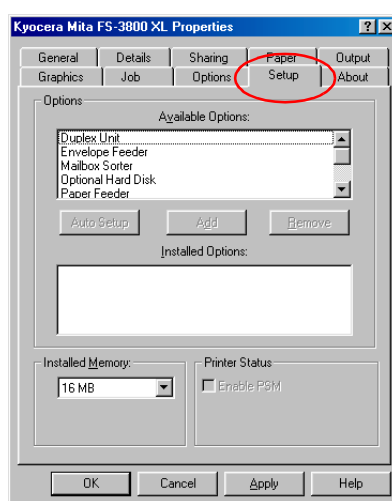 Kyocera Mita FS-3800 XL Properties
General Details Sharing Paper Output
Graphics Job Options Setup About
Options
Available Options:
Duplex Unit
Envelope Feeder
Mailbox Sorter
Optional Hard Disk
Paper Feeder
Auto Setup Add Remove
Installed Options:
Installed Memory: Printer Status
16 MB Enable PSM
OK Cancel Apply Help